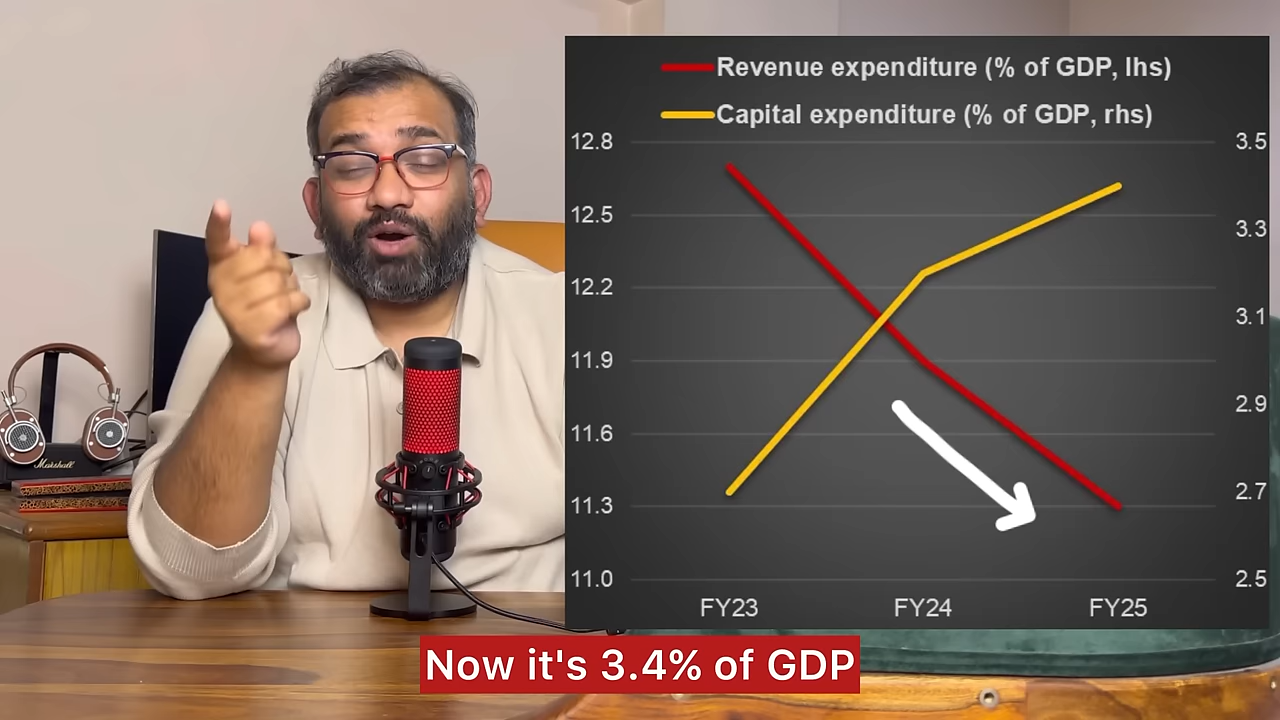 Revenue expenditure (% of GDP, lhs)
Capital expenditure (% of GDP, rhs)
12.8
3.5
12.5
3.3
12.2
3.1
11.9
2.9
11.6
2.7
11.3
11.0
2.5
FY23
FY24
FY25
Marshall
Now it's 3.4% of GDP